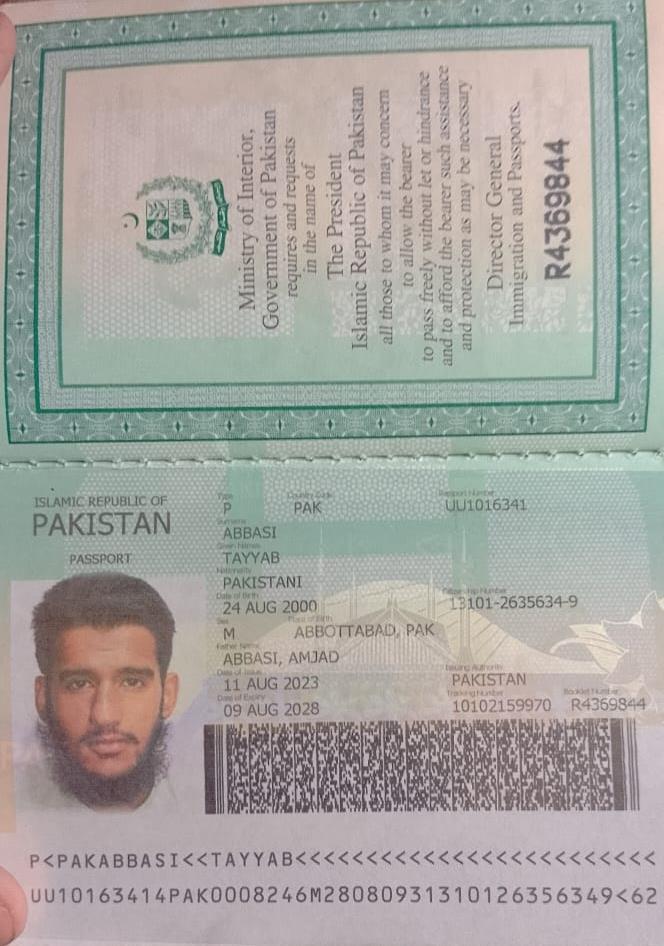 Ministry of Interior,
Government of Pakistan
requires and requests
in the name of
The President
Islamic Republic of Pakistan
all those to whom it may concern
to allow the bearer
to pass freely without let or hindrance
and to afford the bearer such assistance
and protection as may be necessary
Director General
Immigration and Passports.
R4369844
ISLAMIC REPUBLIC OF
PAKISTAN
PASSPORT
Type Country Code Passport Number
P PAK UU1016341
Surname
ABBASI
Given Names
TAYYAB
Nationality
PAKISTANI
Date of Birth Citizenship Number
24 AUG 2000 13101-2635634-9
Sex Place of Birth
M ABBOTTABAD, PAK
Father Name
ABBASI, AMJAD
Date of Issue Issuing Authority
11 AUG 2023 PAKISTAN
Date of Expiry Tracking Number Booklet Number
09 AUG 2028 10102159970 R4369844
P<PAKABBASI<<TAYYAB<<<<<<<<<<<<<<<<<<<<<<<<<
UU10163414PAK0008246M28080931310126356349<62